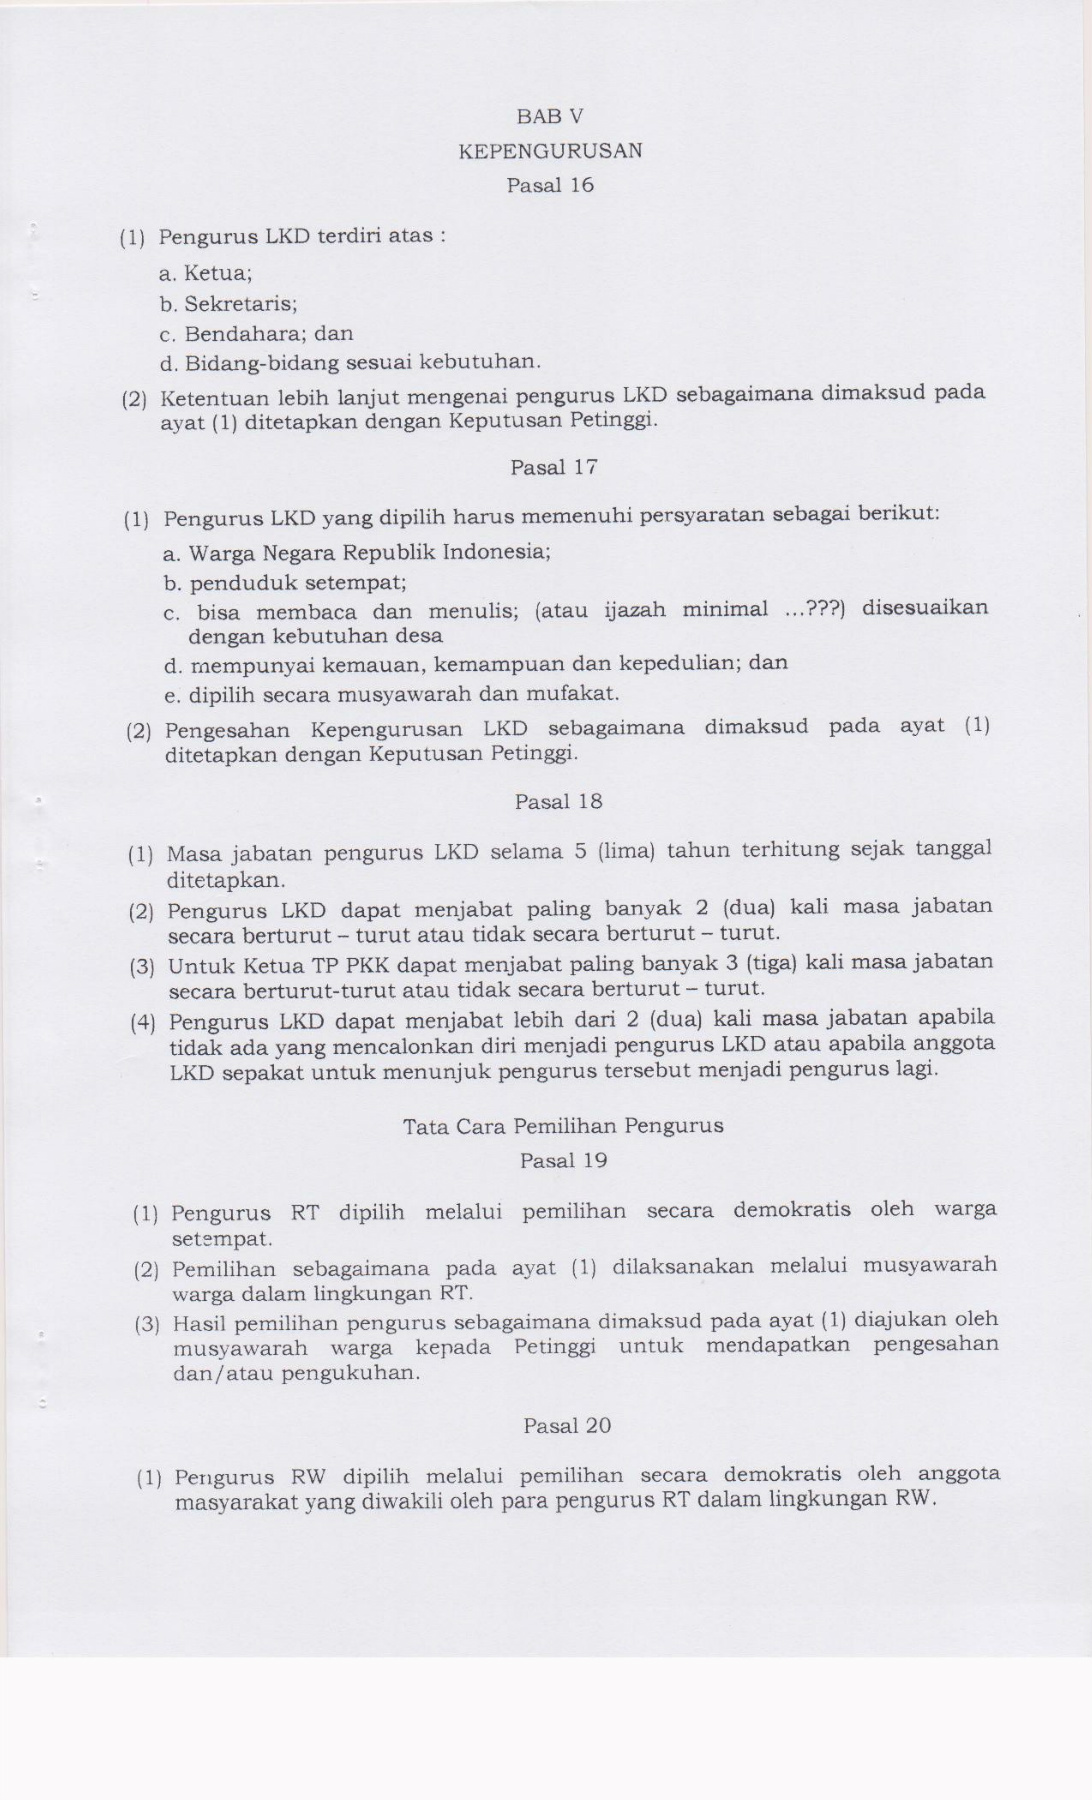 BAB V
KEPENGURUSAN
Pasal 16
(1) Pengurus LKD terdiri atas :
a. Ketua;
b. Sekretaris;
c. Bendahara; dan
d. Bidang-bidang sesuai kebutuhan.
(2) Ketentuan lebih lanjut mengenai pengurus LKD sebagaimana dimaksud pada
ayat (1) ditetapkan dengan Keputusan Petinggi.
Pasal 17
(1) Pengurus LKD yang dipilih harus memenuhi persyaratan sebagai berikut:
a. Warga Negara Republik Indonesia;
b. penduduk setempat;
c. bisa membaca dan menulis; (atau ijazah minimal ...???) disesuaikan
dengan kebutuhan desa
d. mempunyai kemauan, kemampuan dan kepedulian; dan
e. dipilih secara musyawarah dan mufakat.
(2) Pengesahan Kepengurusan LKD sebagaimana dimaksud pada ayat (1)
ditetapkan dengan Keputusan Petinggi.
Pasal 18
(1) Masa jabatan pengurus LKD selama 5 (lima) tahun terhitung sejak tanggal
ditetapkan.
(2) Pengurus LKD dapat menjabat paling banyak 2 (dua) kali masa jabatan
secara berturut – turut atau tidak secara berturut – turut.
(3) Untuk Ketua TP PKK dapat menjabat paling banyak 3 (tiga) kali masa jabatan
secara berturut-turut atau tidak secara berturut – turut.
(4) Pengurus LKD dapat menjabat lebih dari 2 (dua) kali masa jabatan apabila
tidak ada yang mencalonkan diri menjadi pengurus LKD atau apabila anggota
LKD sepakat untuk menunjuk pengurus tersebut menjadi pengurus lagi.
Tata Cara Pemilihan Pengurus
Pasal 19
(1) Pengurus RT dipilih melalui pemilihan secara demokratis oleh warga
setempat.
(2) Pemilihan sebagaimana pada ayat (1) dilaksanakan melalui musyawarah
warga dalam lingkungan RT.
(3) Hasil pemilihan pengurus sebagaimana dimaksud pada ayat (1) diajukan oleh
musyawarah warga kepada Petinggi untuk mendapatkan pengesahan
dan/atau pengukuhan.
Pasal 20
(1) Pengurus RW dipilih melalui pemilihan secara demokratis oleh anggota
masyarakat yang diwakili oleh para pengurus RT dalam lingkungan RW.